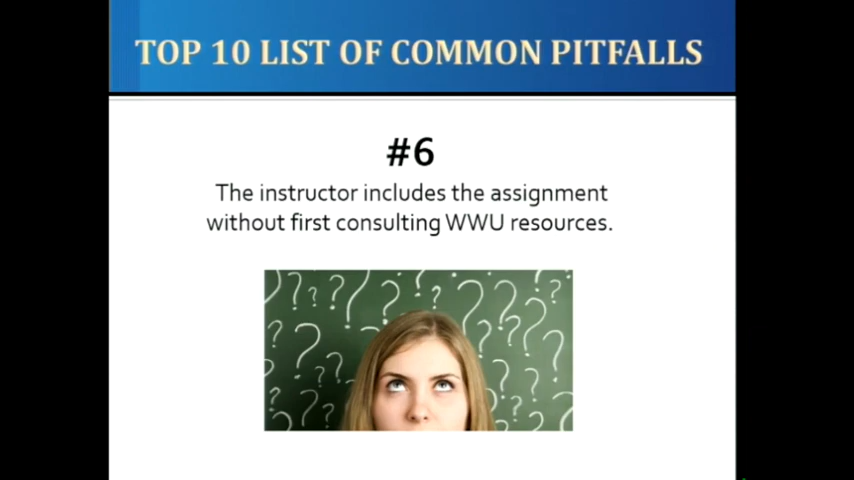 TOP 10 LIST OF COMMON PITFALLS
#6
The instructor includes the assignment
without first consulting WWU resources.